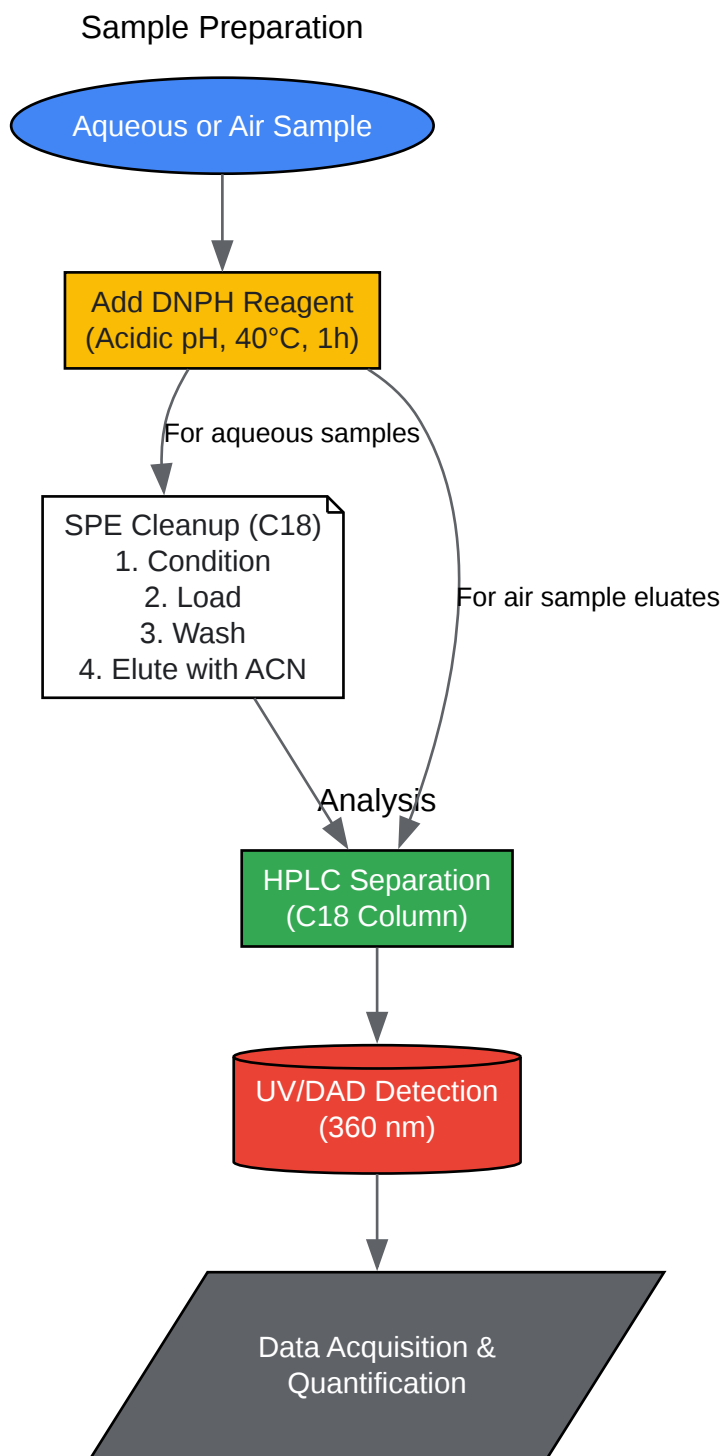 Sample Preparation
Aqueous or Air Sample
Add DNPH Reagent
(Acidic pH, 40°C, 1h)
For aqueous samples
SPE Cleanup (C18)
1. Condition
2. Load
3. Wash
4. Elute with ACN
For air sample eluates
Analysis
HPLC Separation
(C18 Column)
UV/DAD Detection
(360 nm)
Data Acquisition &
Quantification